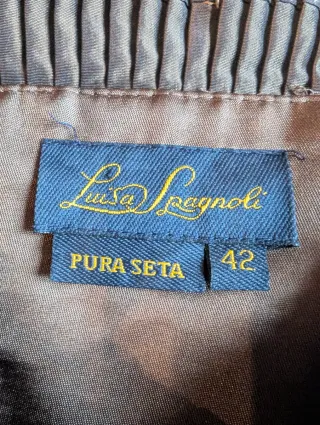 Luisa Spagnoli
PURA SETA 42